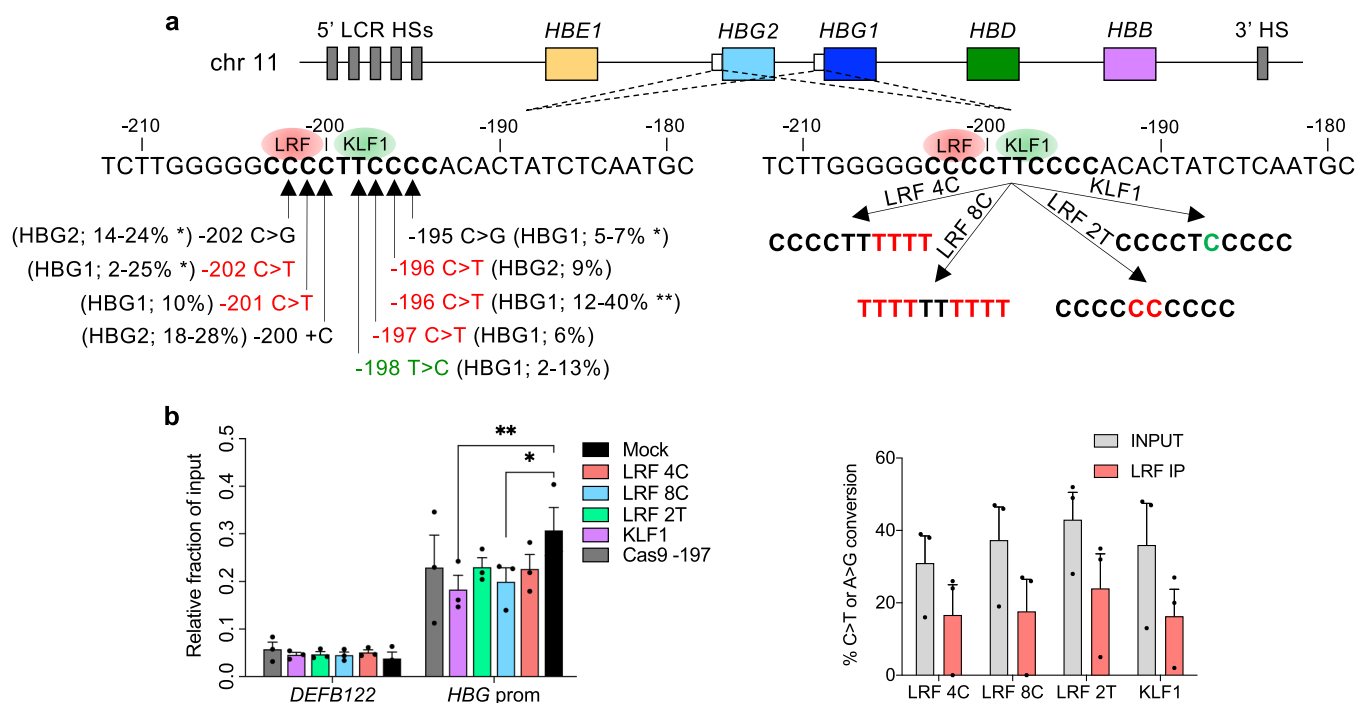 a
5' LCR HSs HBE1 HBG2 HBG1 HBD HBB 3' HS
chr 11
-210 -200 -190 -180 -210 -200 -190 -180
LRF KLF1 LRF KLF1
TCTTGGGGGCCCCTTCCCCACACTATCTCAATGC TCTTGGGGGCCCCTTCCCCACACTATCTCAATGC
LRF 4C LRF 8C LRF 2T KLF1
(HBG2; 14-24% *) -202 C>G -195 C>G (HBG1; 5-7% *)
CCCCTTTTTT CCCCTCCCCC
(HBG1; 2-25% *) -202 C>T -196 C>T (HBG2; 9%)
(HBG1; 10%) -201 C>T -196 C>T (HBG1; 12-40% **)
TTTTTTTTTT CCCCCCCCCC
(HBG2; 18-28%) -200 +C -197 C>T (HBG1; 6%)
-198 T>C (HBG1; 2-13%)
b
Relative fraction of input
0.5
0.4
0.3
0.2
0.1
0.0
** 
*
DEFB122 HBG prom
Mock
LRF 4C
LRF 8C
LRF 2T
KLF1
Cas9 -197
% C>T or A>G conversion
60
40
20
0
INPUT
LRF IP
LRF 4C LRF 8C LRF 2T KLF1